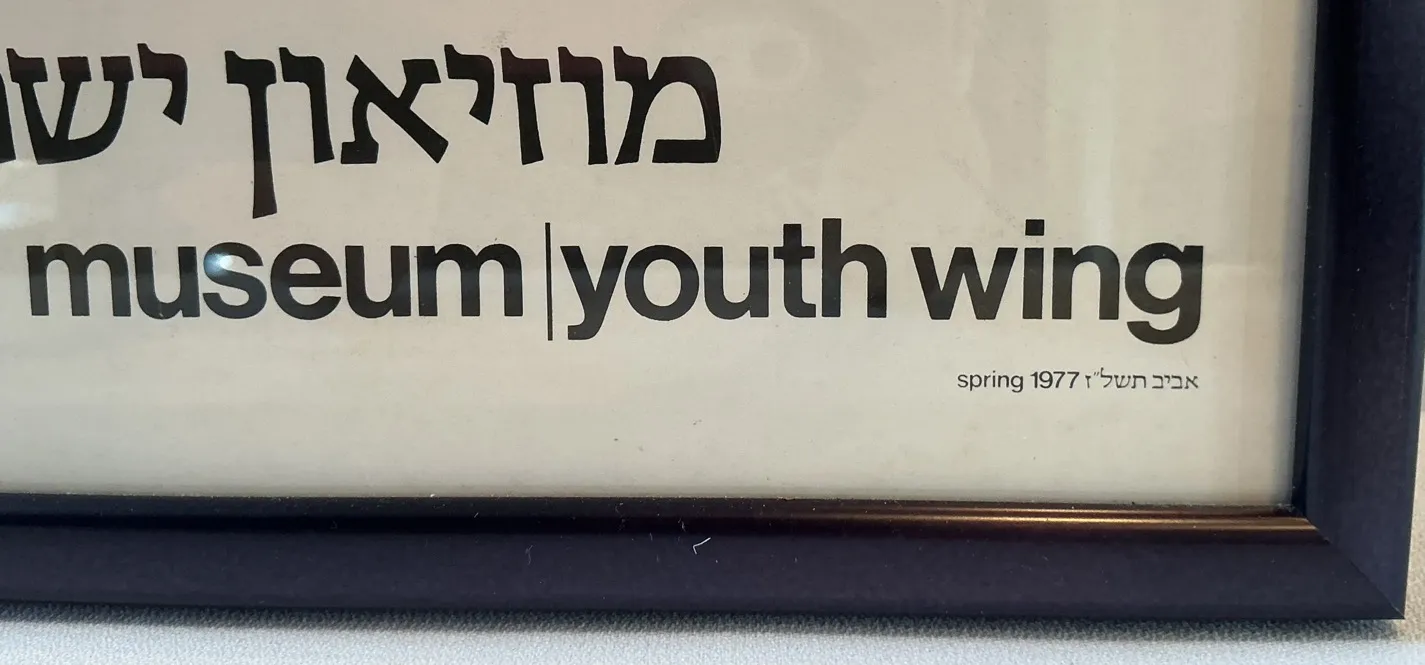 מוזיאון
museum|youth wing
אביב תשל״ז spring 1977